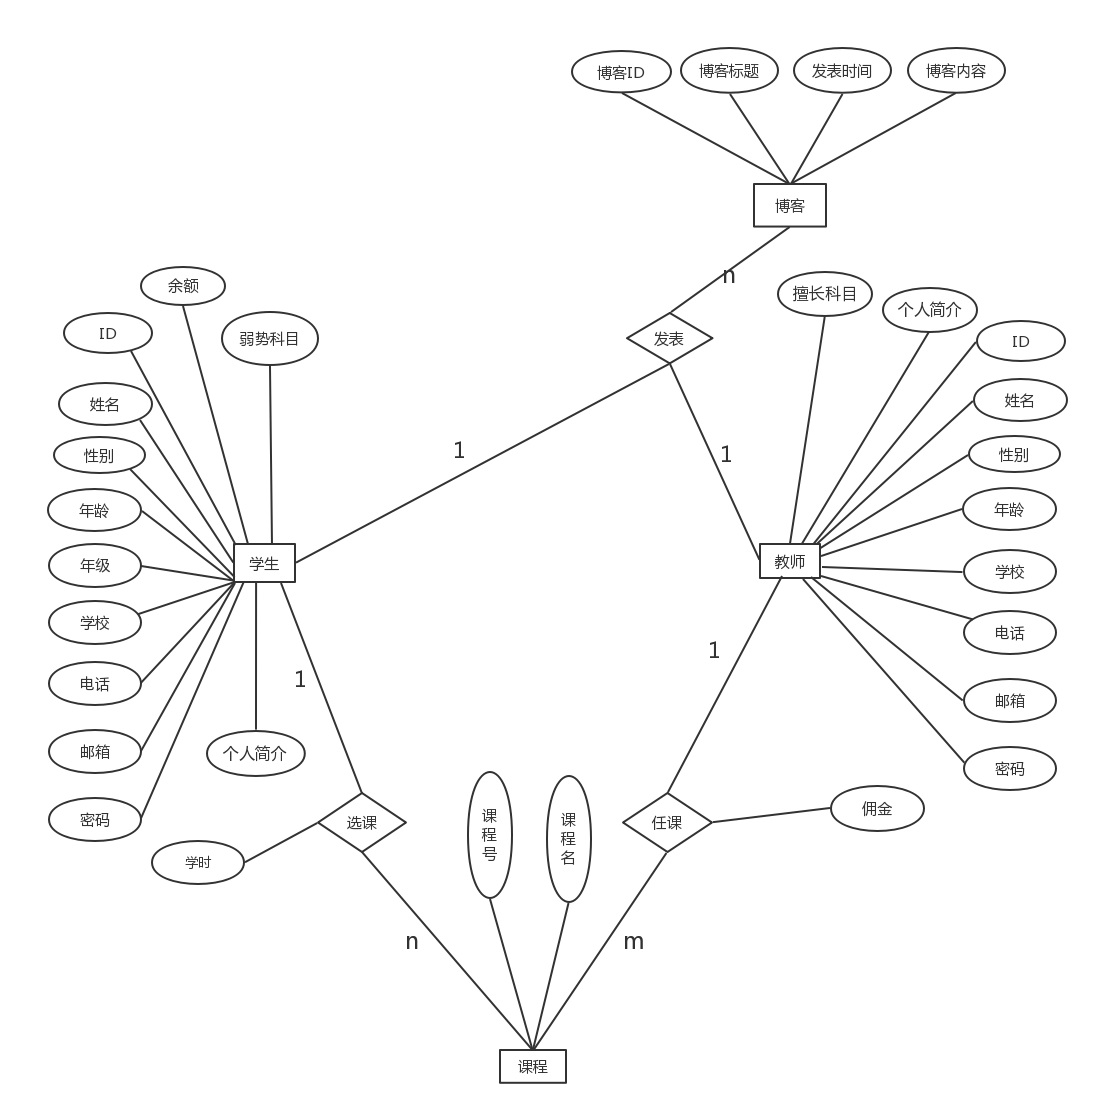 博客ID
博客标题
发表时间
博客内容
博客
n
余额
ID
弱势科目
姓名
性别
年龄
年级
学校
电话
邮箱
密码
学生
个人简介
发表
1
1
擅长科目
个人简介
ID
姓名
性别
年龄
学校
电话
邮箱
密码
教师
1
1
选课
学时
课
程
号
课
程
名
任课
佣金
n
m
课程